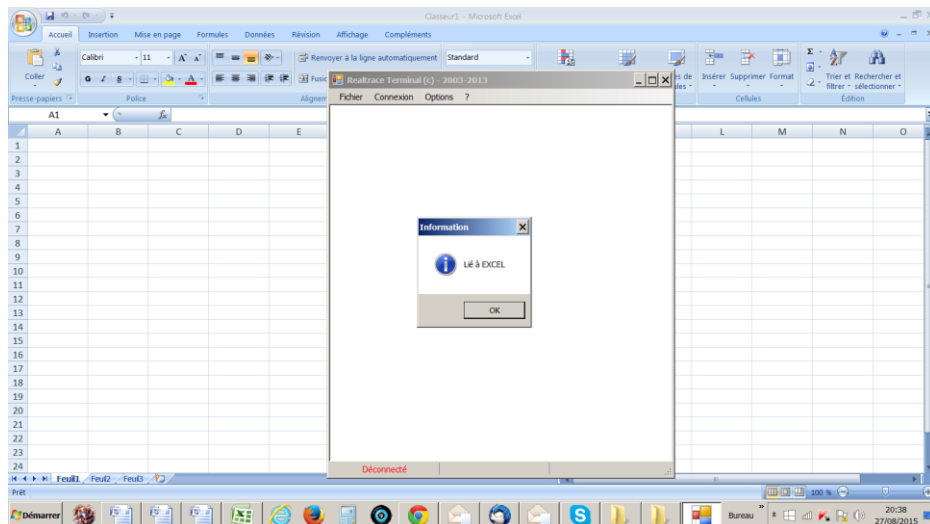 Classeur1 - Microsoft Excel
Accueil Insertion Mise en page Formules Données Révision Affichage Compléments
Coller
Calibri 11
Renvoyer à la ligne automatiquement
Standard
Insérer Supprimer Format
Trier et filtrer
Rechercher et sélectionner
G I S
Presse-papiers Police Cellules Édition
A1 fx
A B C D E L M N O
1
2
3
4
5
6
7
8
9
10
11
12
13
14
15
16
17
18
19
20
21
22
23
24
Realtrace Terminal (c) - 2003-2013
Fichier Connexion Options ?
Information
Lié à EXCEL
OK
Déconnecté
Feuil1 Feuil2 Feuil3
Prêt
100 %
Démarrer
Bureau
20:38
27/08/2015